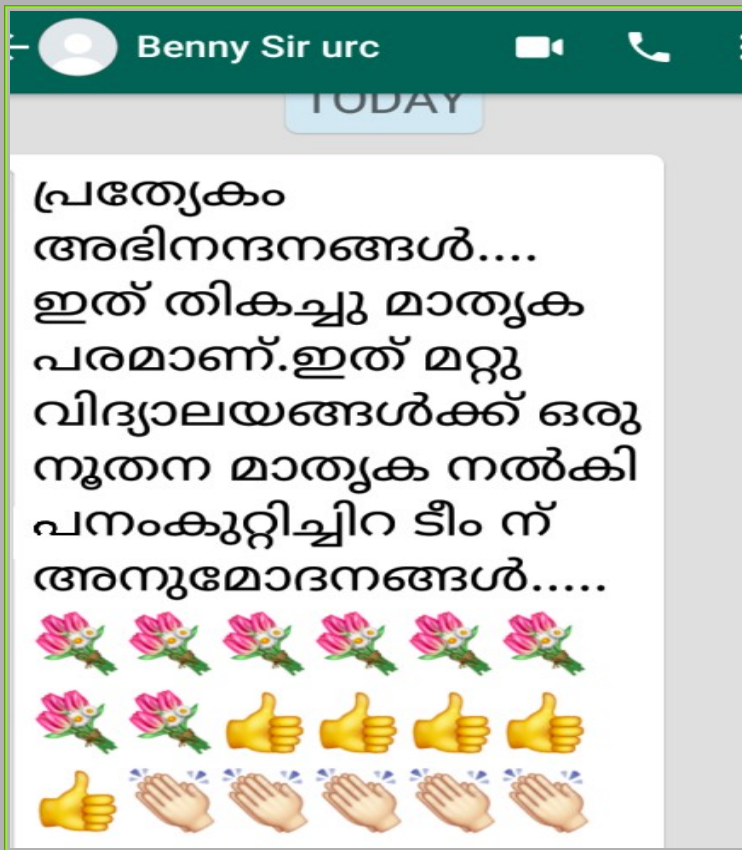 Benny Sir urc
TODAY
പ്രത്യേകം
അഭിനന്ദനങ്ങൾ....
ഇത് തികച്ചു മാതൃക
പരമാണ്.ഇത് മറ്റു
വിദ്യാലയങ്ങൾക്ക് ഒരു
നൂതന മാതൃക നൽകി
പനംകുറ്റിച്ചിറ ടീം ന്
അനുമോദനങ്ങൾ.....
💐💐💐💐💐💐
💐💐👍👍👍👍
👍👏🏻👏🏻👏🏻👏🏻👏🏻